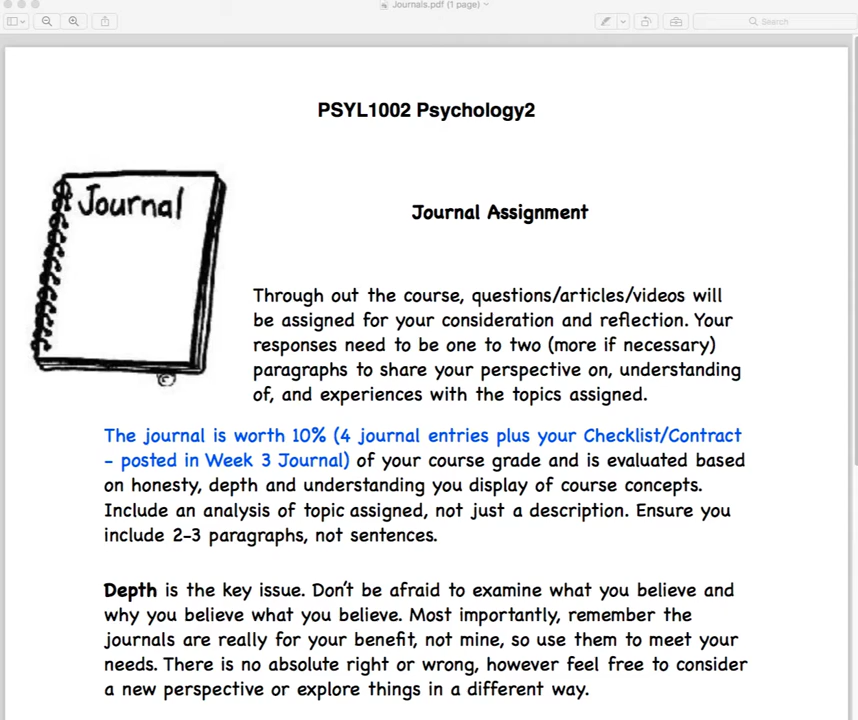 Journals.pdf (1 page)
Search
PSYL1002 Psychology2
Journal
Journal Assignment
Through out the course, questions/articles/videos will
be assigned for your consideration and reflection. Your
responses need to be one to two (more if necessary)
paragraphs to share your perspective on, understanding
of, and experiences with the topics assigned.
The journal is worth 10% (4 journal entries plus your Checklist/Contract
– posted in Week 3 Journal) of your course grade and is evaluated based
on honesty, depth and understanding you display of course concepts.
Include an analysis of topic assigned, not just a description. Ensure you
include 2-3 paragraphs, not sentences.
Depth is the key issue. Don't be afraid to examine what you believe and
why you believe what you believe. Most importantly, remember the
journals are really for your benefit, not mine, so use them to meet your
needs. There is no absolute right or wrong, however feel free to consider
a new perspective or explore things in a different way.